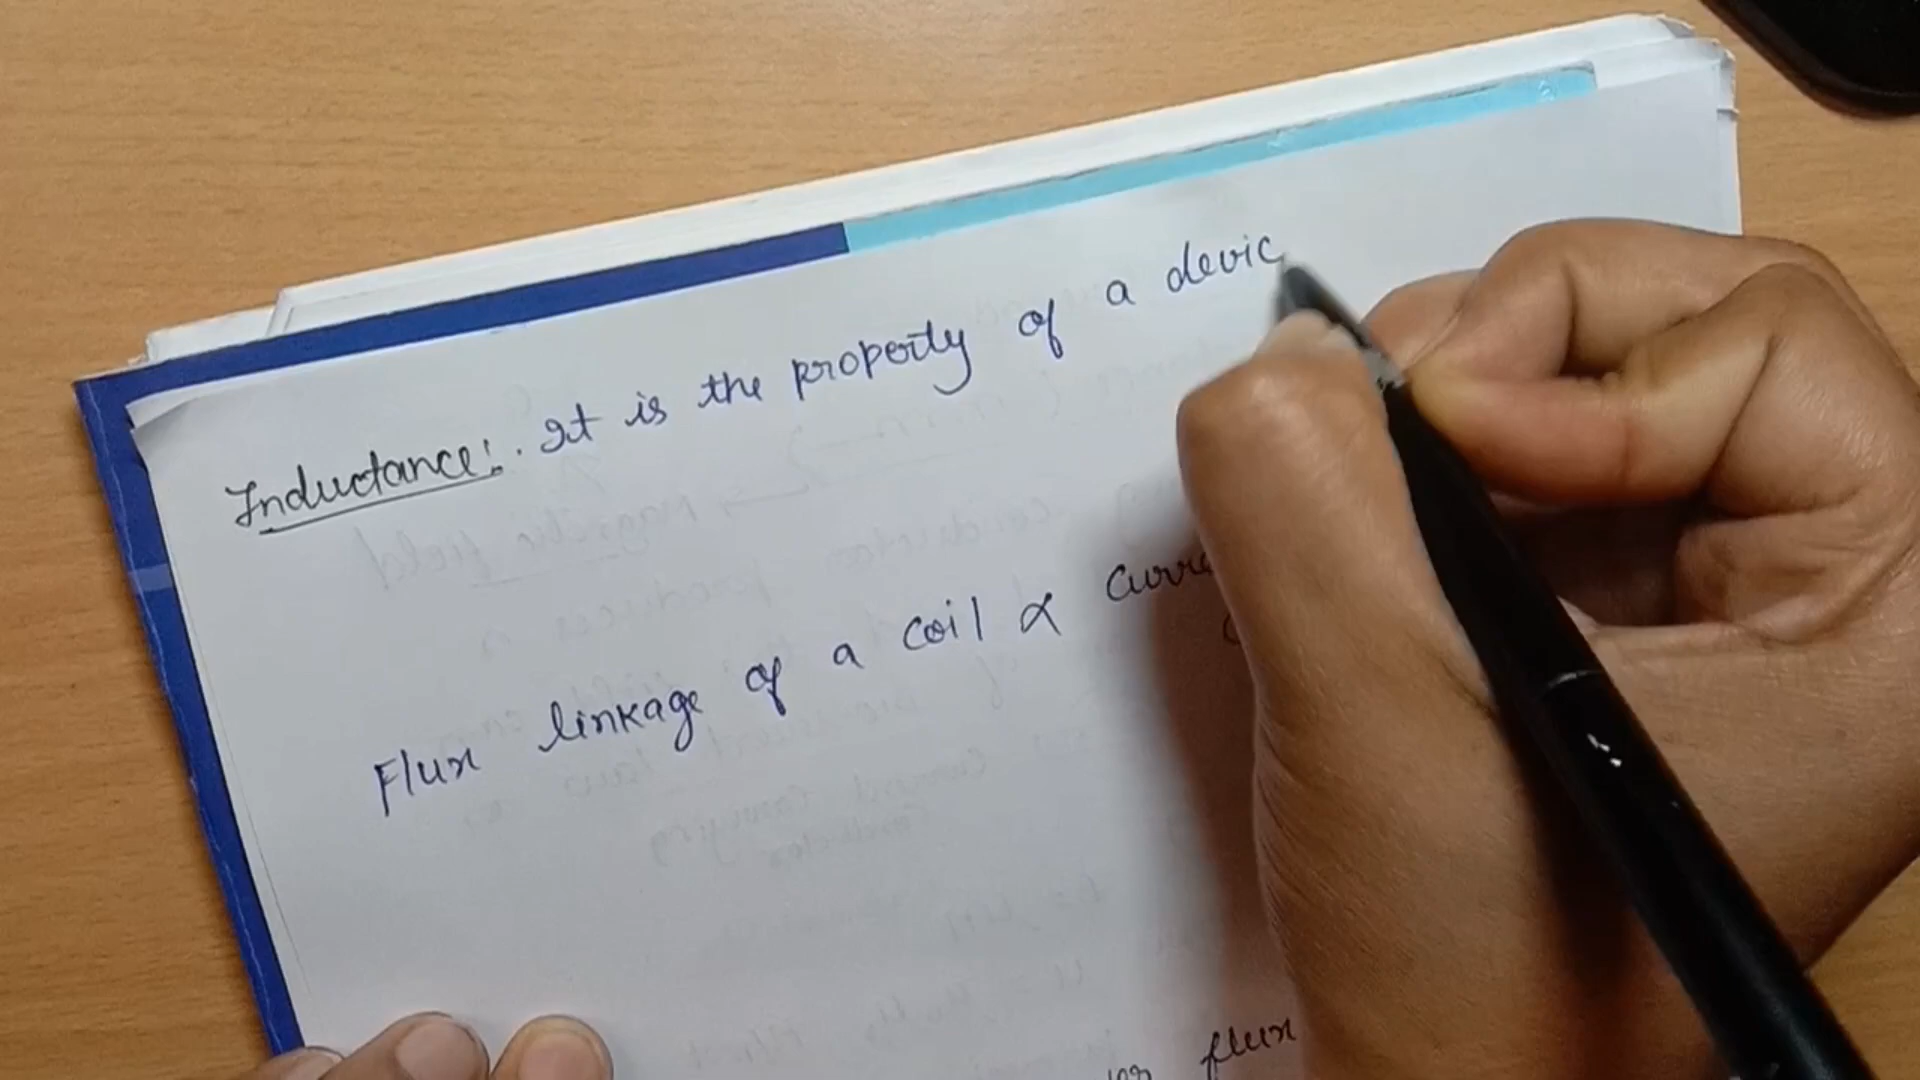 Inductance:. It is the property of a devic
Flux linkage of a coil ∝ curre
flux